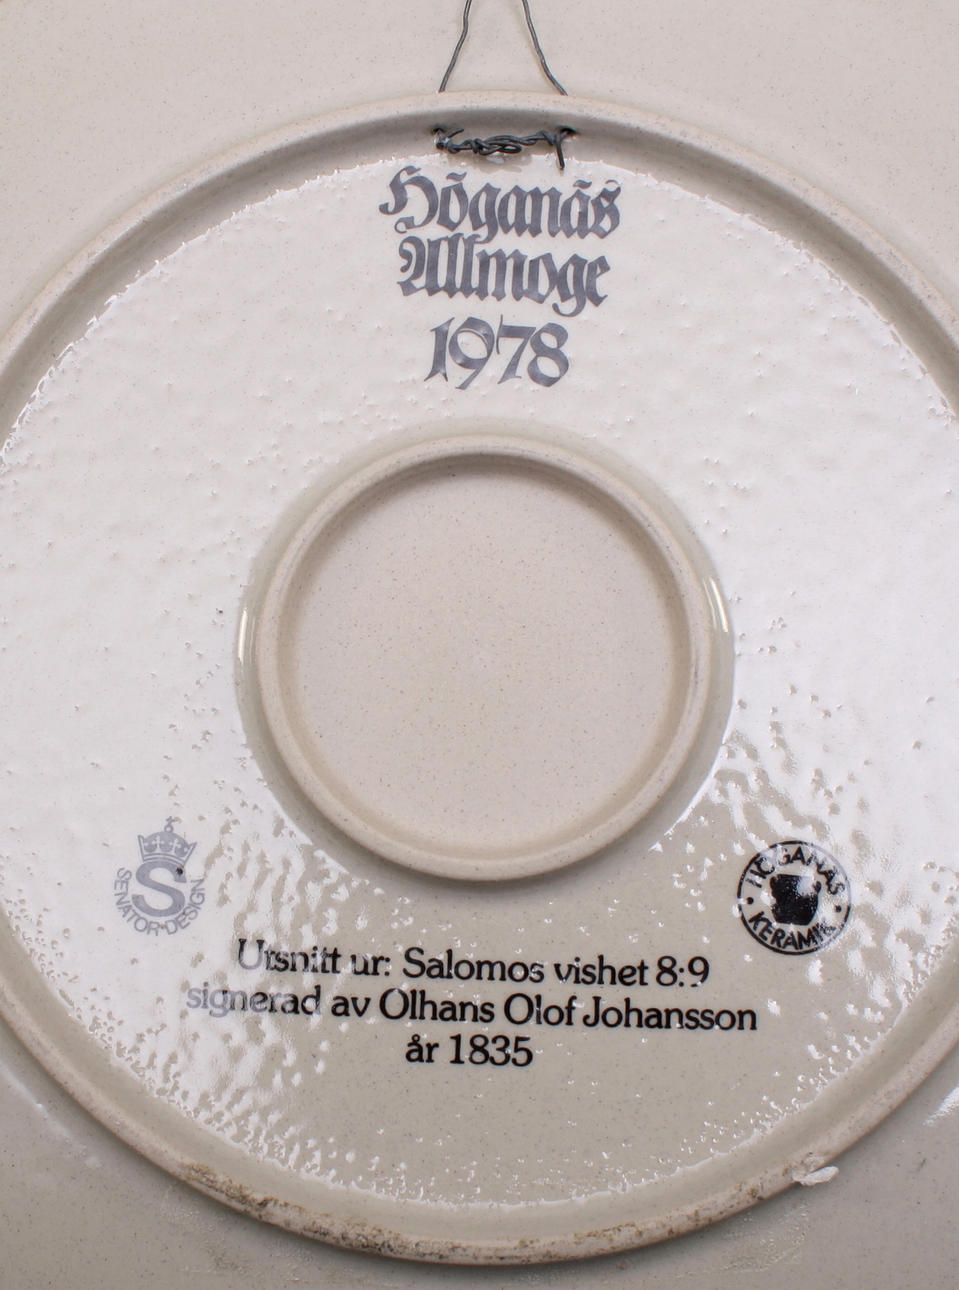 Höganäs
Allmoge
1978
SENATOR-DESIGN
S
HÖGANÄS
KERAMIK
Utsnitt ur: Salomos vishet 8:9
signerad av Olhans Olof Johansson
år 1835